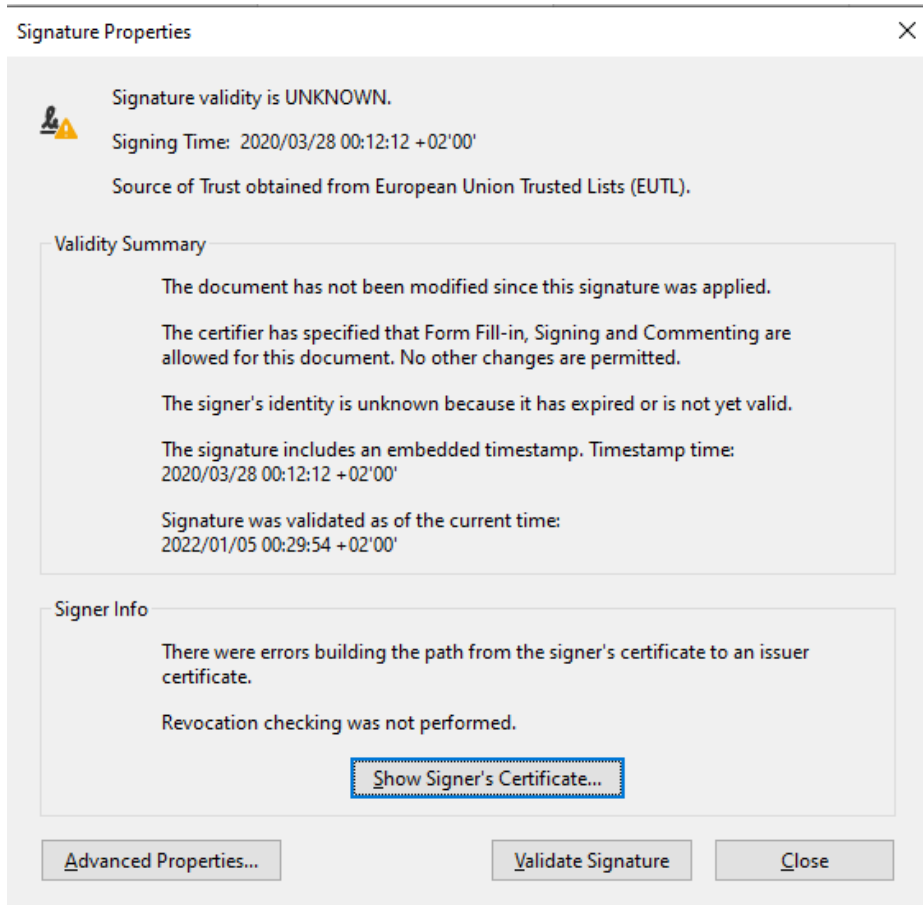 Signature Properties
Signature validity is UNKNOWN.
Signing Time: 2020/03/28 00:12:12 +02'00'
Source of Trust obtained from European Union Trusted Lists (EUTL).
Validity Summary
The document has not been modified since this signature was applied.
The certifier has specified that Form Fill-in, Signing and Commenting are
allowed for this document. No other changes are permitted.
The signer's identity is unknown because it has expired or is not yet valid.
The signature includes an embedded timestamp. Timestamp time:
2020/03/28 00:12:12 +02'00'
Signature was validated as of the current time:
2022/01/05 00:29:54 +02'00'
Signer Info
There were errors building the path from the signer's certificate to an issuer
certificate.
Revocation checking was not performed.
Show Signer's Certificate...
Advanced Properties...
Validate Signature
Close